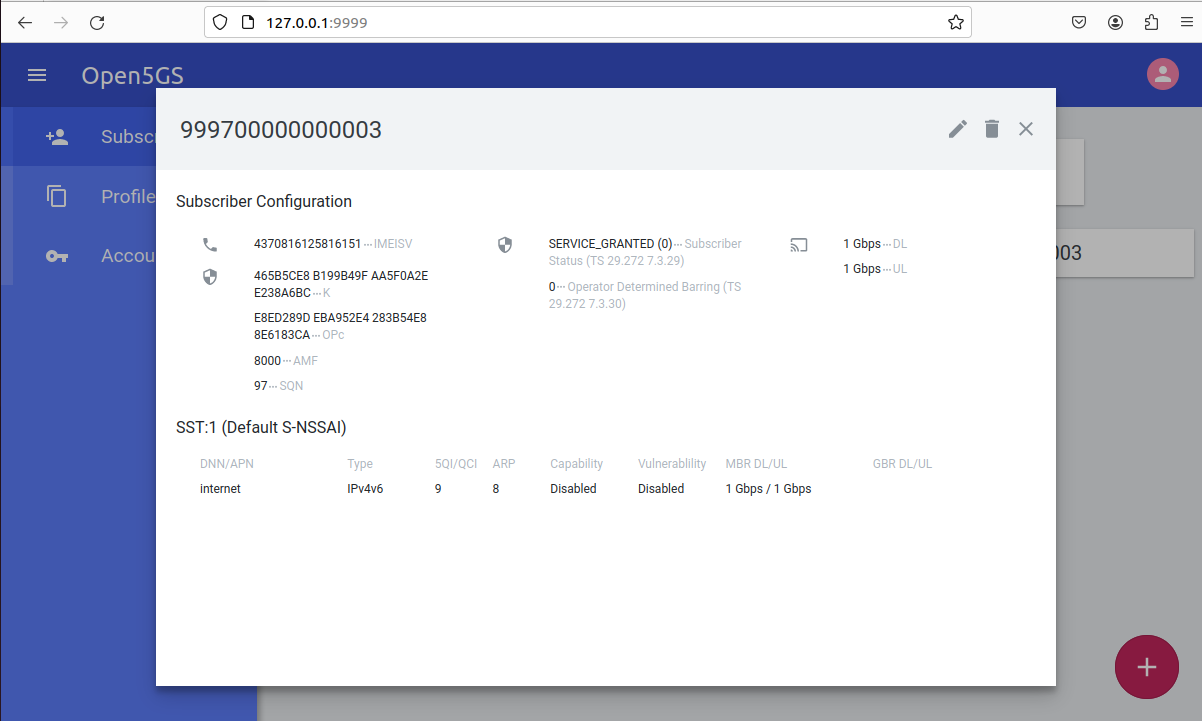 127.0.0.1:9999
Open5GS
999700000000003
Subsc
Profile
Accou
003
Subscriber Configuration
4370816125816151 ··· IMEISV
465B5CE8 B199B49F AA5F0A2E
E238A6BC ··· K
E8ED289D EBA952E4 283B54E8
8E6183CA ··· OPc
8000 ··· AMF
97 ··· SQN
SERVICE_GRANTED (0) ··· Subscriber
Status (TS 29.272 7.3.29)
0 ··· Operator Determined Barring (TS
29.272 7.3.30)
1 Gbps ··· DL
1 Gbps ··· UL
SST:1 (Default S-NSSAI)
DNN/APN Type 5QI/QCI ARP Capability Vulnerablility MBR DL/UL GBR DL/UL
internet IPv4v6 9 8 Disabled Disabled 1 Gbps / 1 Gbps